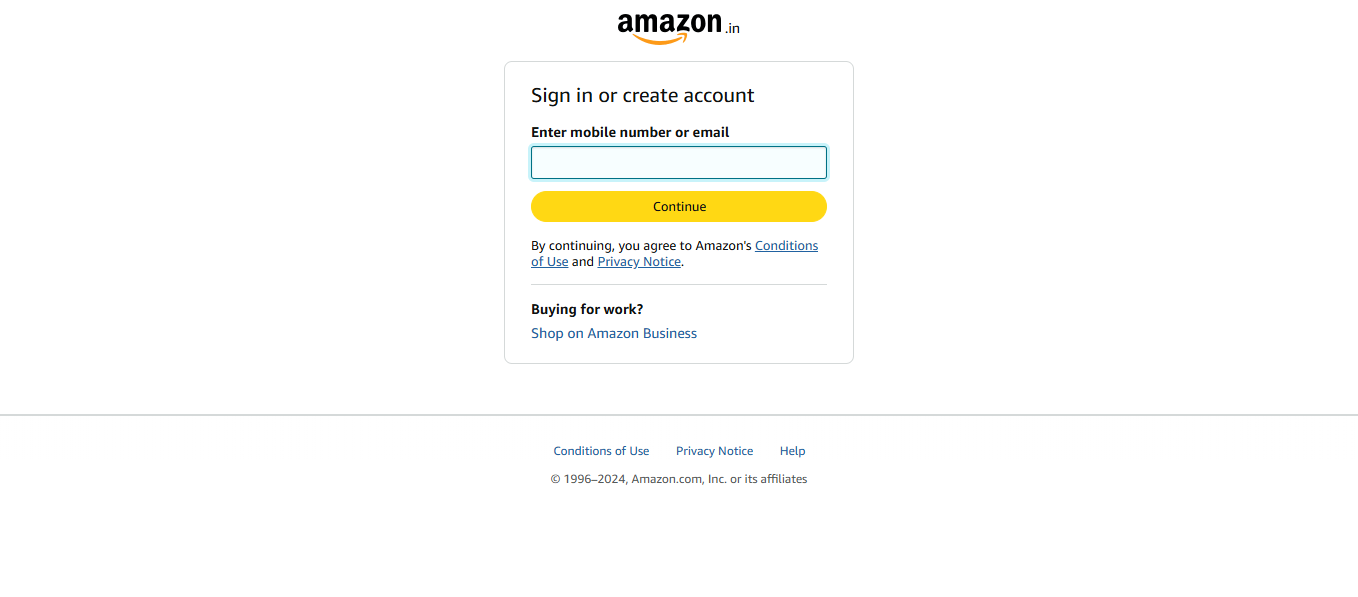 amazon.in
Sign in or create account
Enter mobile number or email
Continue
By continuing, you agree to Amazon's Conditions
of Use and Privacy Notice.
Buying for work?
Shop on Amazon Business
Conditions of Use Privacy Notice Help
© 1996–2024, Amazon.com, Inc. or its affiliates